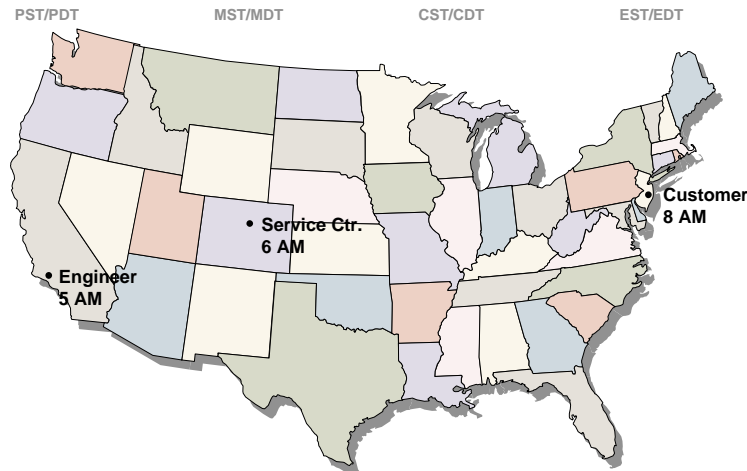 PST/PDT MST/MDT CST/CDT EST/EDT
Customer
8 AM
Service Ctr.
6 AM
Engineer
5 AM